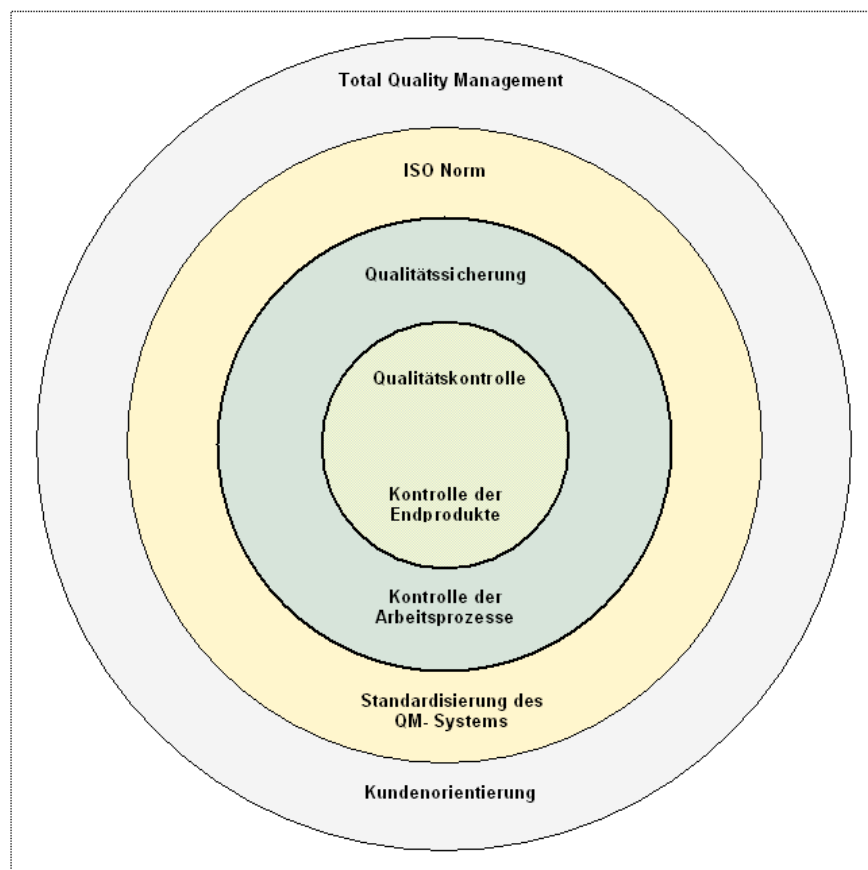 Total Quality Management
ISO Norm
Qualitätssicherung
Qualitätskontrolle
Kontrolle der
Endprodukte
Kontrolle der
Arbeitsprozesse
Standardisierung des
QM- Systems
Kundenorientierung